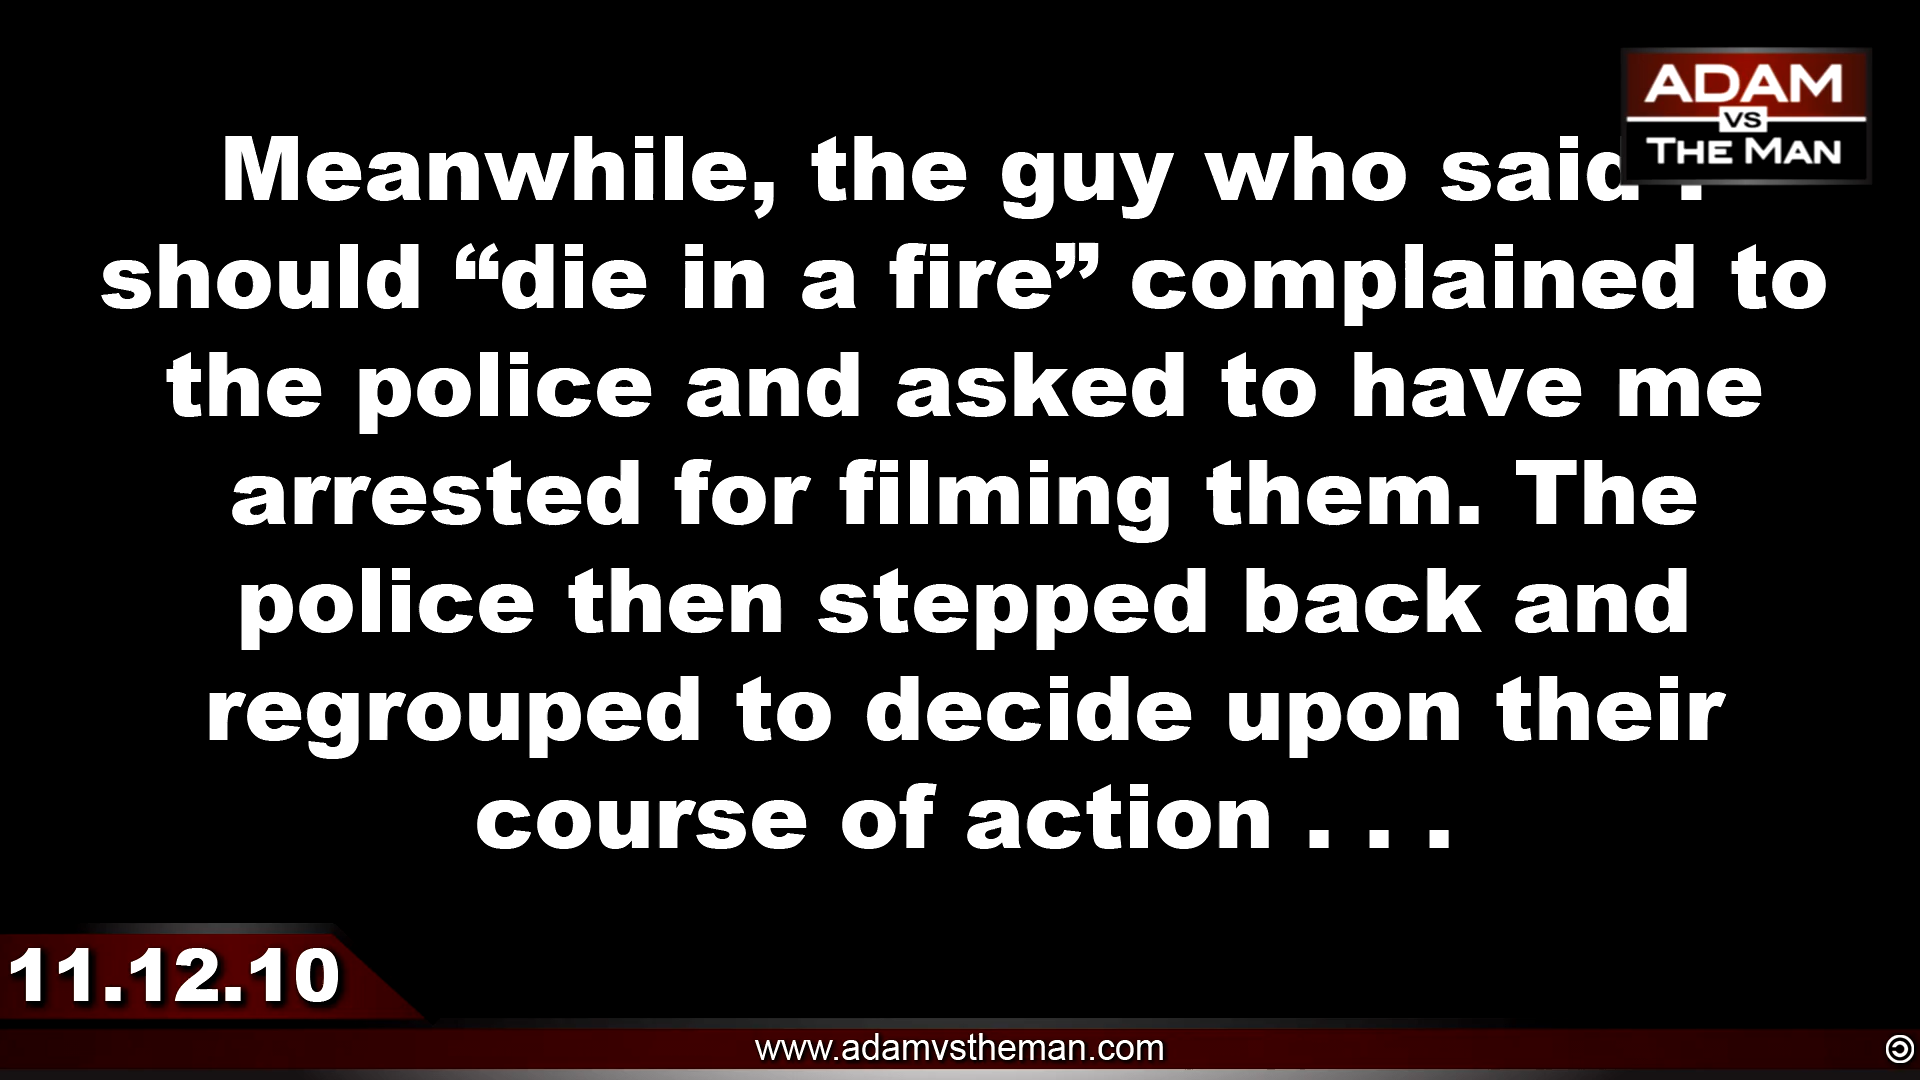 ADAM
VS
THE MAN
Meanwhile, the guy who said
should “die in a fire” complained to
the police and asked to have me
arrested for filming them. The
police then stepped back and
regrouped to decide upon their
course of action . . .
11.12.10
www.adamvstheman.com